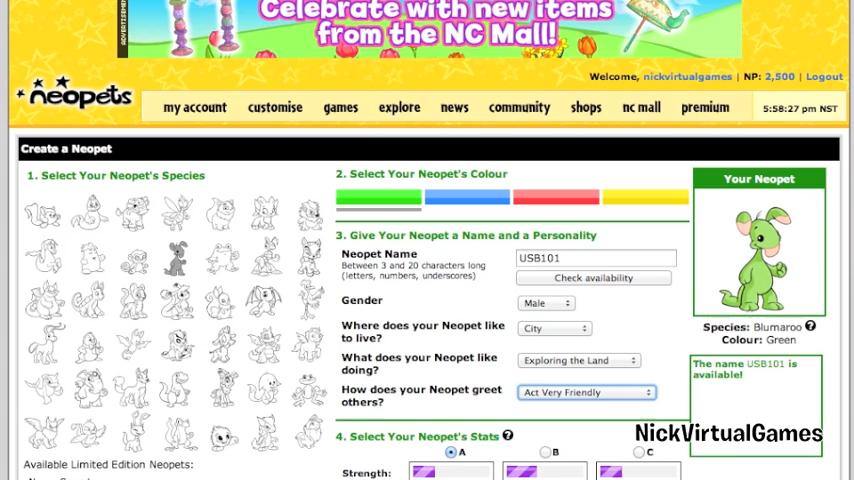 ADVERTISEMENT
Celebrate with new items
from the NC Mall!
Welcome, nickvirtualgames | NP: 2,500 | Logout
neopets
my account customise games explore news community shops nc mall premium 5:58:27 pm NST
Create a Neopet
1. Select Your Neopet's Species
2. Select Your Neopet's Colour
3. Give Your Neopet a Name and a Personality
Neopet Name
Between 3 and 20 characters long
(letters, numbers, underscores)
USB101
Check availability
Gender
Male
Where does your Neopet like
to live?
City
What does your Neopet like
doing?
Exploring the Land
How does your Neopet greet
others?
Act Very Friendly
4. Select Your Neopet's Stats ?
A B C
Strength:
Your Neopet
Species: Blumaroo ?
Colour: Green
The name USB101 is
available!
NickVirtualGames
Available Limited Edition Neopets: